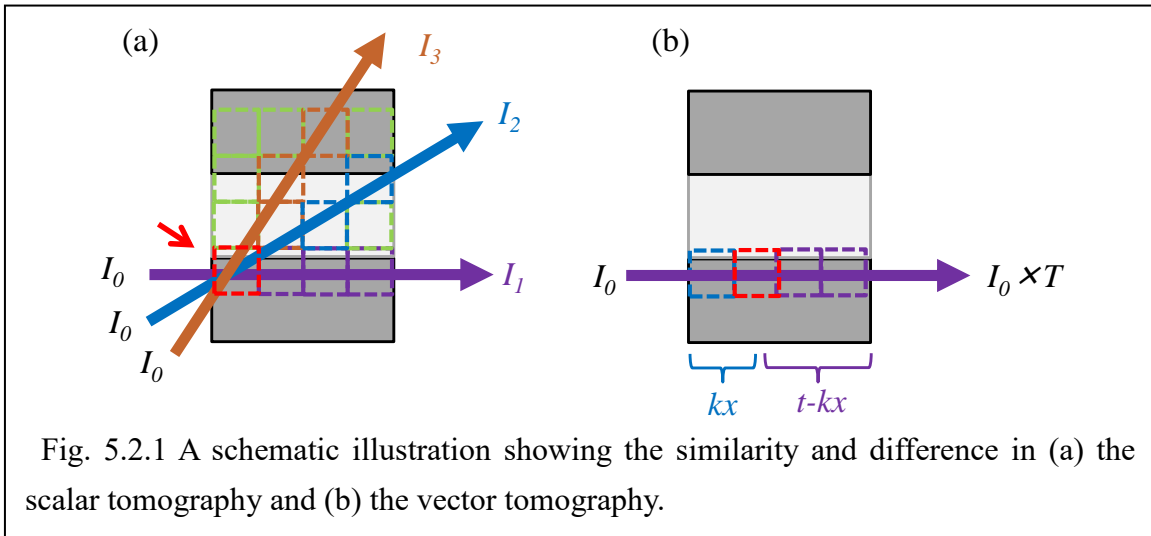 (a)
(b)
I3
I2
I0
I1
I0
I0
I0
I0 ×T
kx
t-kx
Fig. 5.2.1 A schematic illustration showing the similarity and difference in (a) the
scalar tomography and (b) the vector tomography.